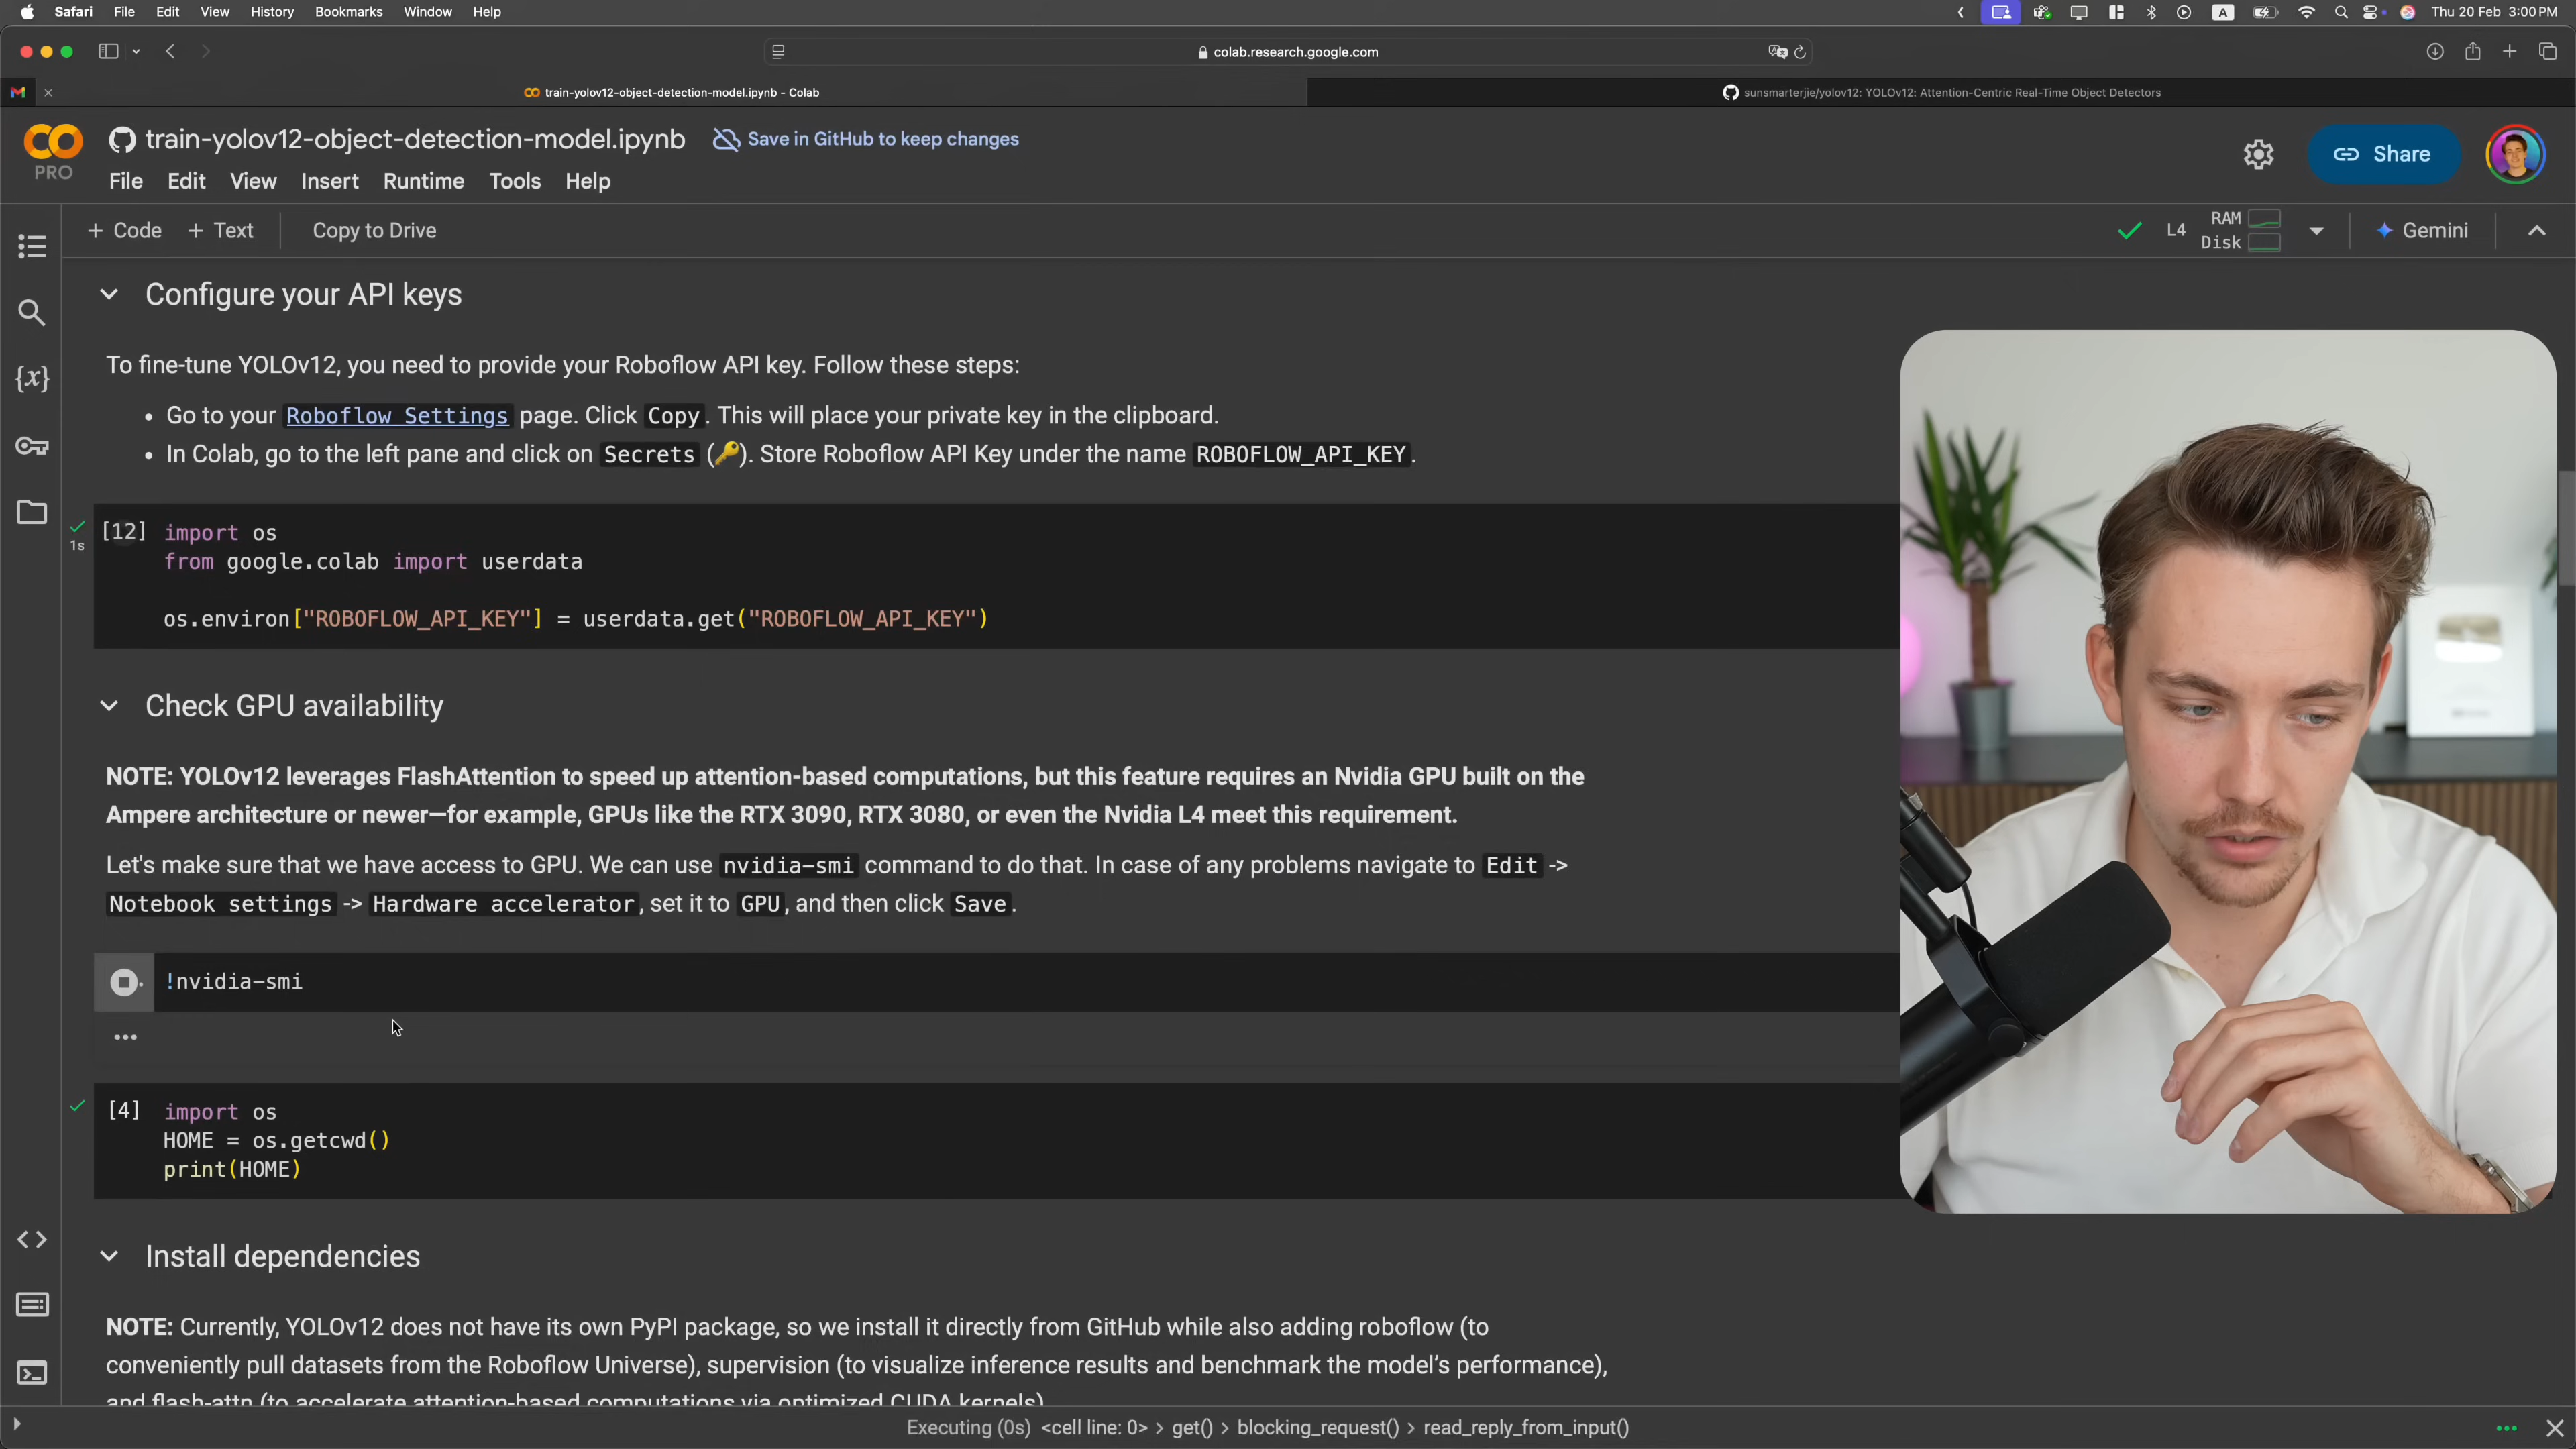 Safari File Edit View History Bookmarks Window Help A Thu 20 Feb 3:00 PM
colab.research.google.com
train-yolov12-object-detection-model.ipynb - Colab
sunsmarterjie/yolov12: YOLOv12: Attention-Centric Real-Time Object Detectors
PRO
train-yolov12-object-detection-model.ipynb Save in GitHub to keep changes
Share
File Edit View Insert Runtime Tools Help
+ Code + Text Copy to Drive
L4 RAM
Disk
Gemini
Configure your API keys
To fine-tune YOLOv12, you need to provide your Roboflow API key. Follow these steps:
• Go to your Roboflow Settings page. Click Copy. This will place your private key in the clipboard.
• In Colab, go to the left pane and click on Secrets (🔑). Store Roboflow API Key under the name ROBOFLOW_API_KEY.
{x}
1s
[12] import os
from google.colab import userdata
os.environ["ROBOFLOW_API_KEY"] = userdata.get("ROBOFLOW_API_KEY")
Check GPU availability
NOTE: YOLOv12 leverages FlashAttention to speed up attention-based computations, but this feature requires an Nvidia GPU built on the
Ampere architecture or newer—for example, GPUs like the RTX 3090, RTX 3080, or even the Nvidia L4 meet this requirement.
Let's make sure that we have access to GPU. We can use nvidia-smi command to do that. In case of any problems navigate to Edit ->
Notebook settings -> Hardware accelerator, set it to GPU, and then click Save.
!nvidia-smi
[4] import os
HOME = os.getcwd()
print(HOME)
Install dependencies
NOTE: Currently, YOLOv12 does not have its own PyPI package, so we install it directly from GitHub while also adding roboflow (to
conveniently pull datasets from the Roboflow Universe), supervision (to visualize inference results and benchmark the model's performance),
and flash-attn (to accelerate attention-based computations via optimized CUDA kernels)
Executing (0s) <cell line: 0> > get() > blocking_request() > read_reply_from_input()